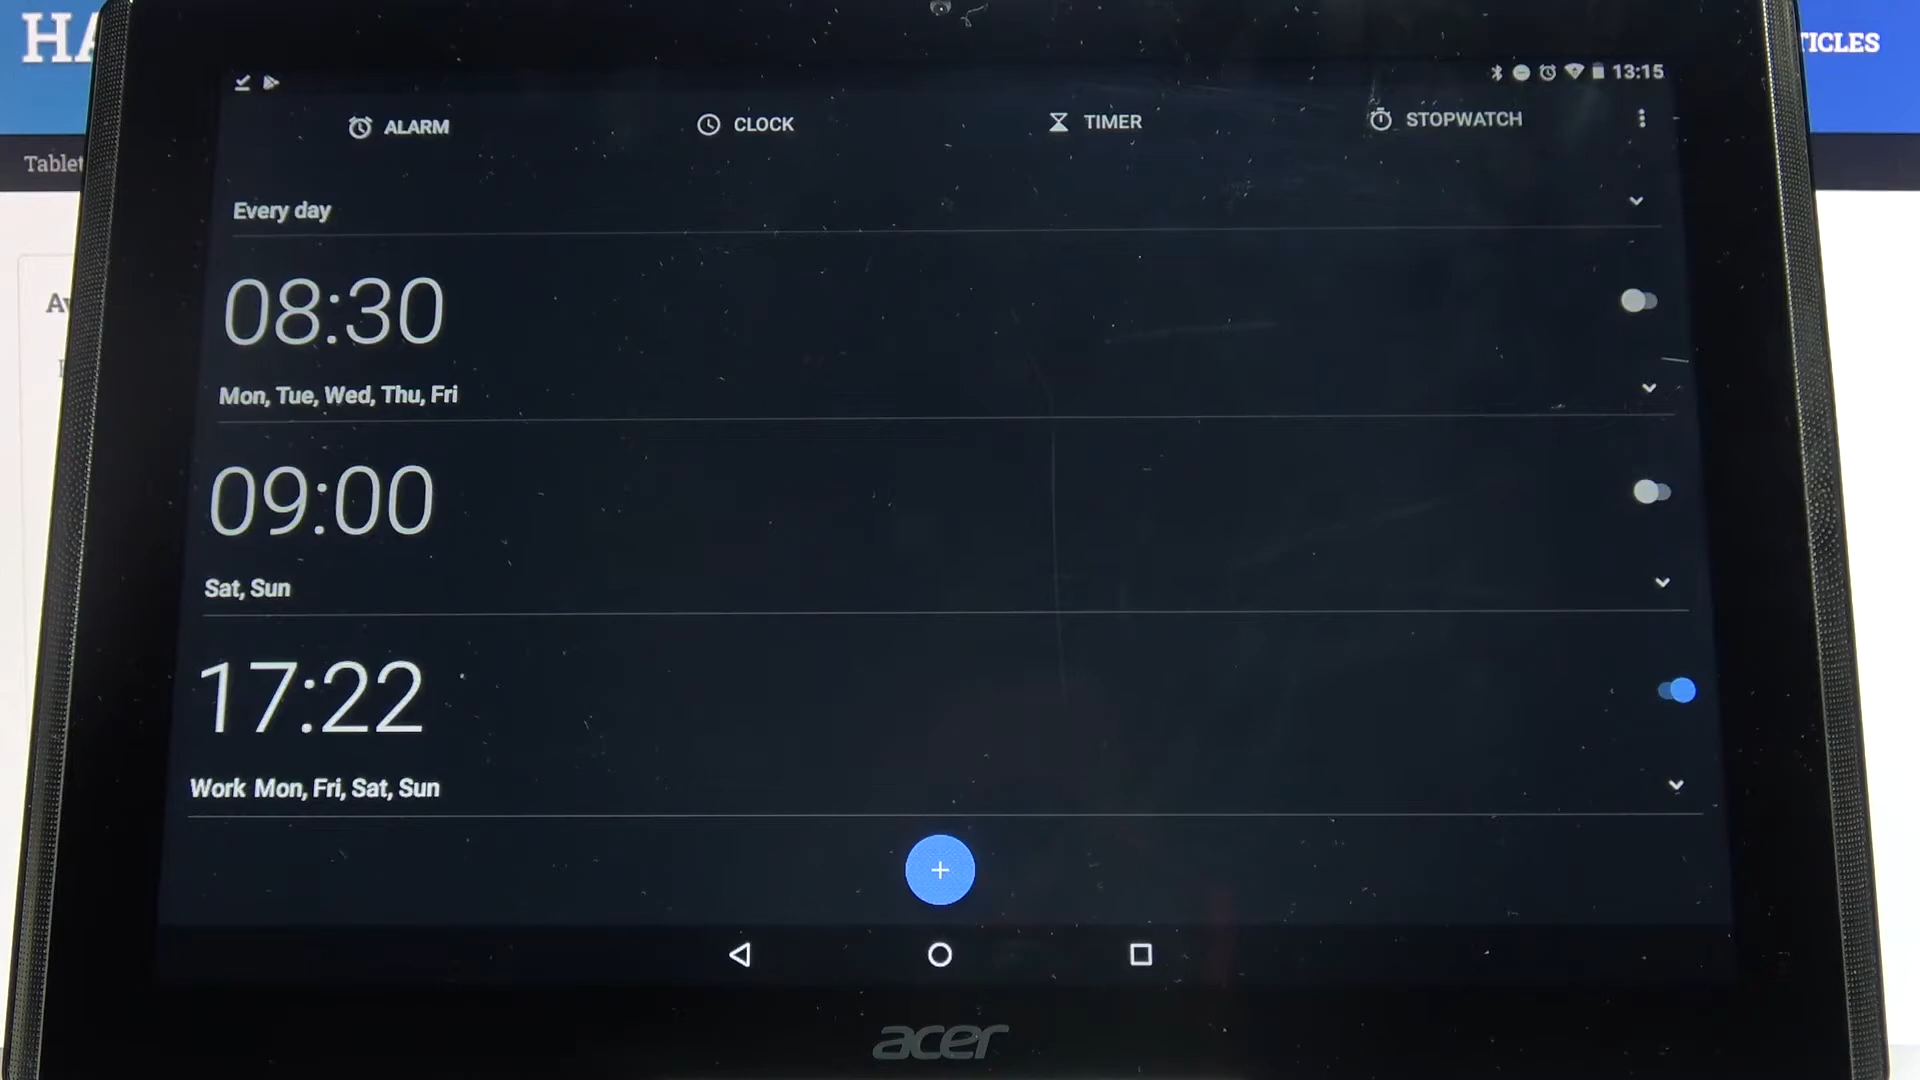 HA
TICLES
Tablet
13:15
ALARM
CLOCK
TIMER
STOPWATCH
Every day
08:30
Mon, Tue, Wed, Thu, Fri
09:00
Sat, Sun
17:22
Work Mon, Fri, Sat, Sun
acer